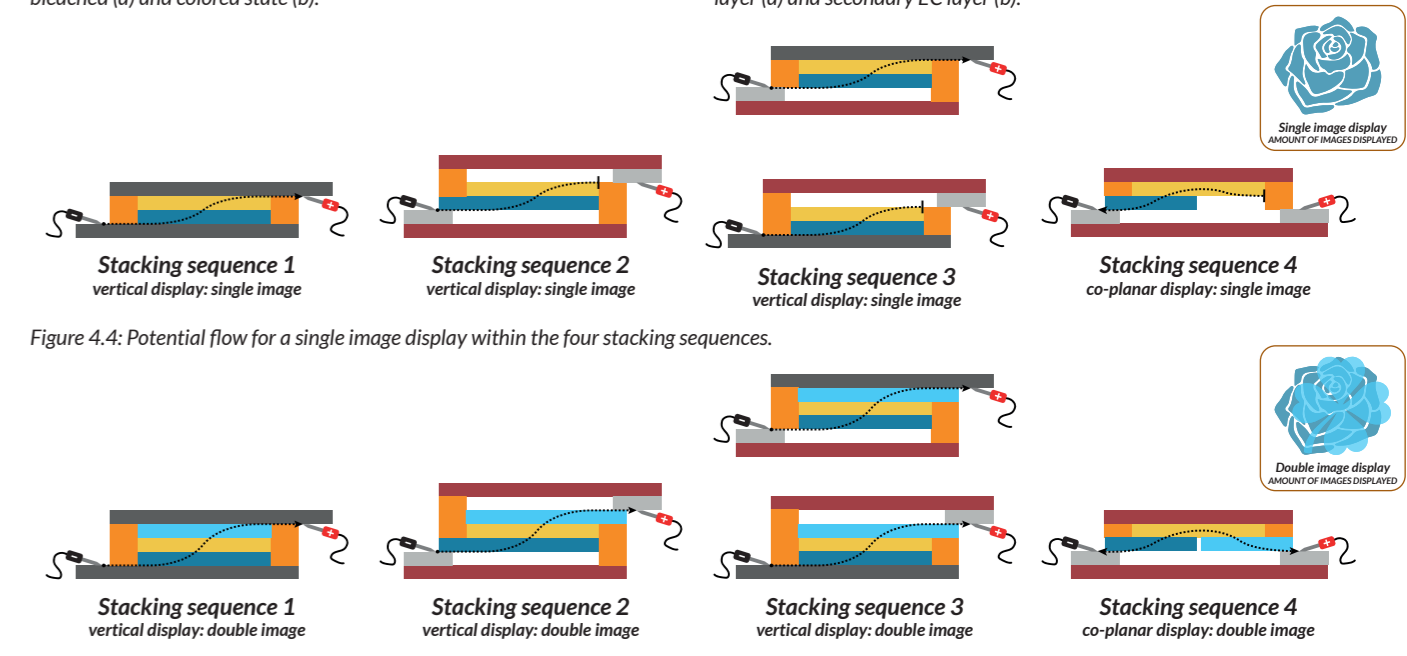 bleached (a) and colored state (b).
layer (a) and secondary EC layer (b).
Single image display
AMOUNT OF IMAGES DISPLAYED
Stacking sequence 1
vertical display: single image
Stacking sequence 2
vertical display: single image
Stacking sequence 3
vertical display: single image
Stacking sequence 4
co-planar display: single image
Figure 4.4: Potential flow for a single image display within the four stacking sequences.
Double image display
AMOUNT OF IMAGES DISPLAYED
Stacking sequence 1
vertical display: double image
Stacking sequence 2
vertical display: double image
Stacking sequence 3
vertical display: double image
Stacking sequence 4
co-planar display: double image